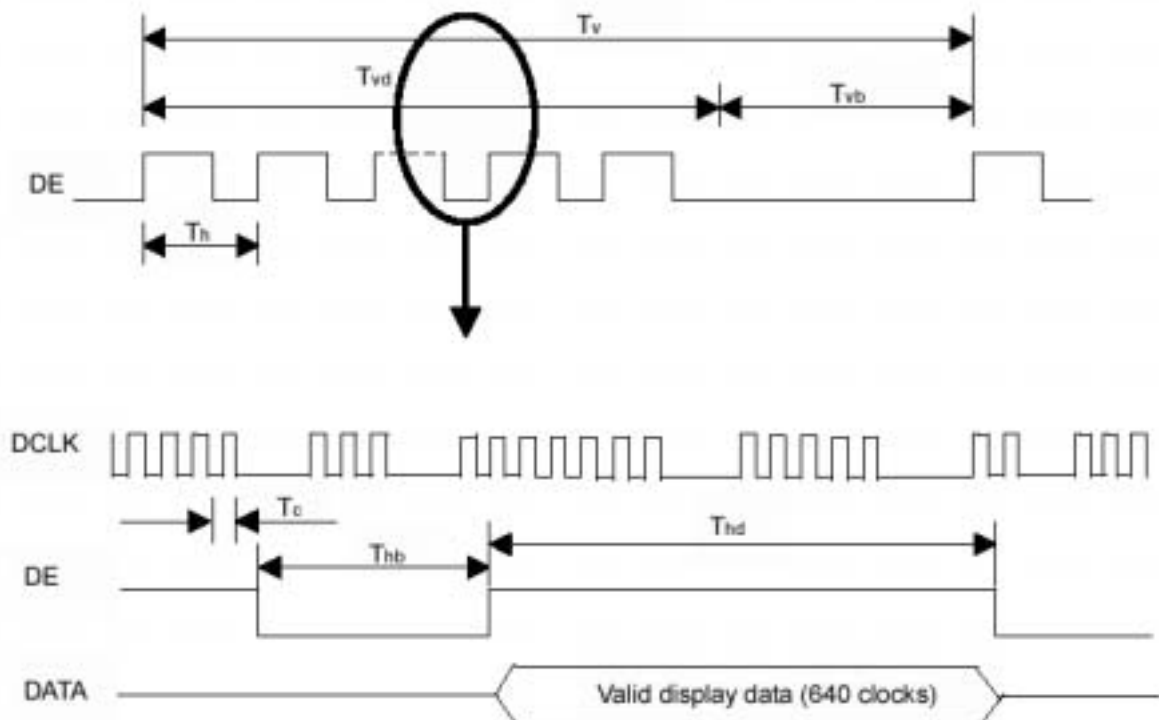 Tv
Tvd
Tvb
DE
Th
DCLK
Tc
Thd
Thb
DE
DATA
Valid display data (640 clocks)